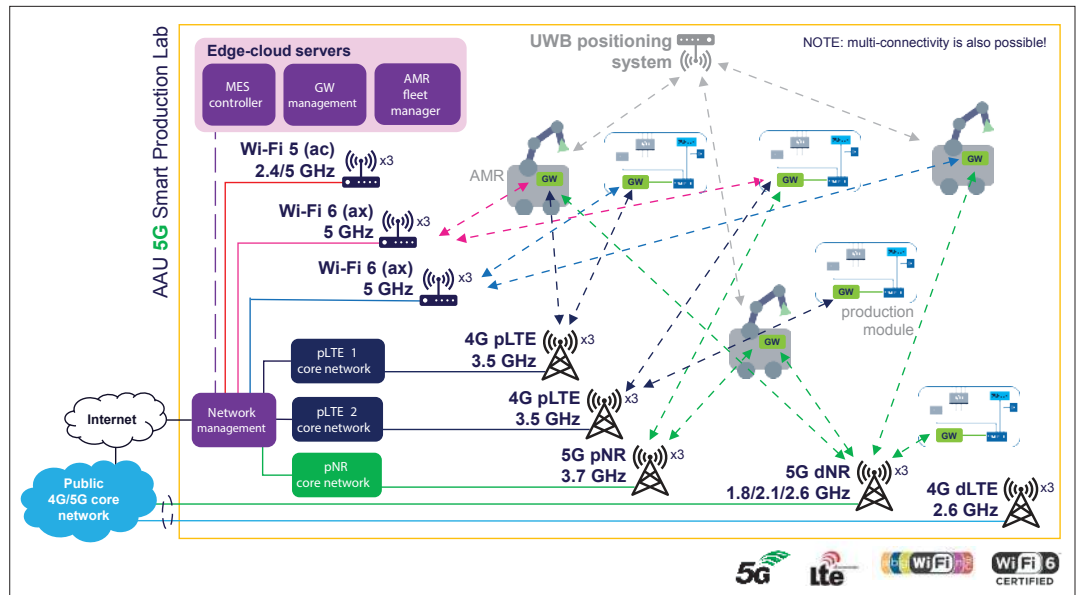 AAU 5G Smart Production Lab
Edge-cloud servers
MES
controller
GW
management
AMR
fleet
manager
UWB positioning
system
NOTE: multi-connectivity is also possible!
Wi-Fi 5 (ac)
2.4/5 GHz
x3
AMR
GW
GW
GW
GW
Wi-Fi 6 (ax)
5 GHz
x3
Wi-Fi 6 (ax)
5 GHz
x3
GW
production
module
GW
4G pLTE
3.5 GHz
x3
pLTE 1
core network
Internet
Network
management
pLTE 2
core network
4G pLTE
3.5 GHz
x3
GW
pNR
core network
5G pNR
3.7 GHz
x3
Public
4G/5G core
network
5G dNR
1.8/2.1/2.6 GHz
x3
4G dLTE
2.6 GHz
x3
5G
Lte
WiFi
WiFi 6
CERTIFIED